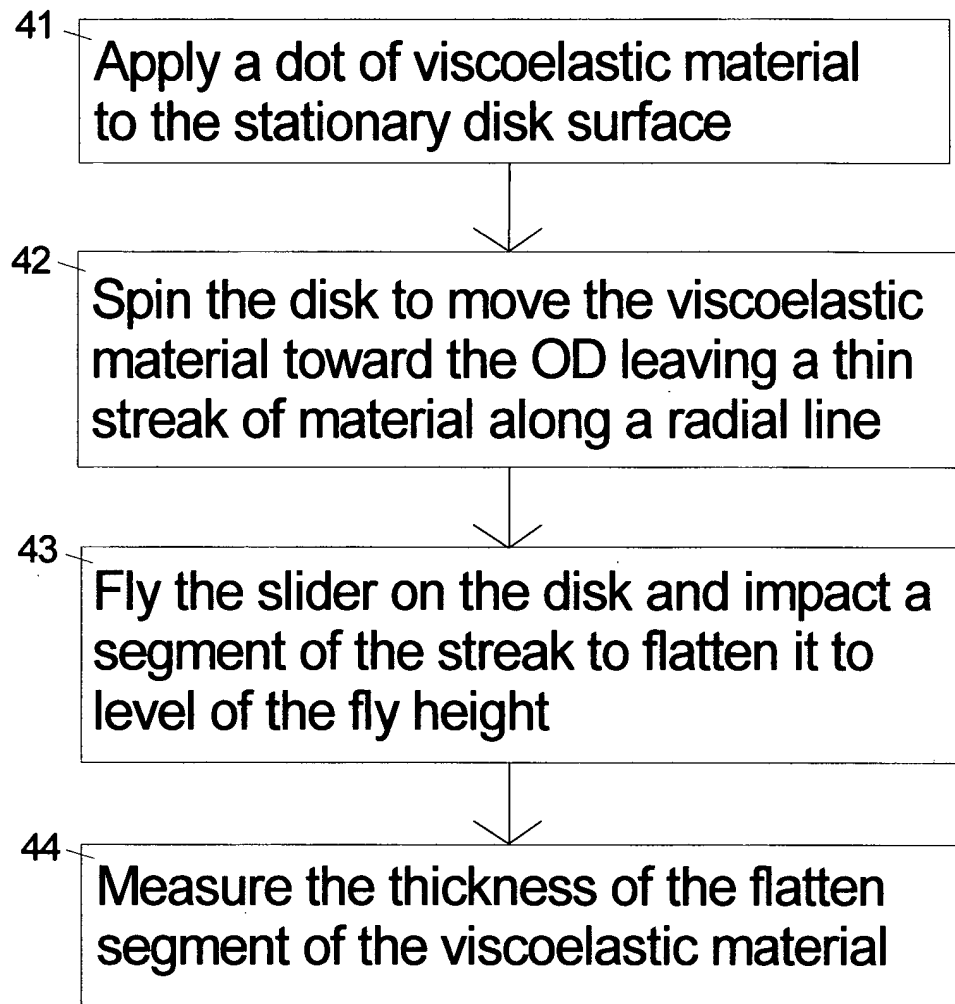 41
Apply a dot of viscoelastic material
to the stationary disk surface
42
Spin the disk to move the viscoelastic
material toward the OD leaving a thin
streak of material along a radial line
43
Fly the slider on the disk and impact a
segment of the streak to flatten it to
level of the fly height
44
Measure the thickness of the flatten
segment of the viscoelastic material